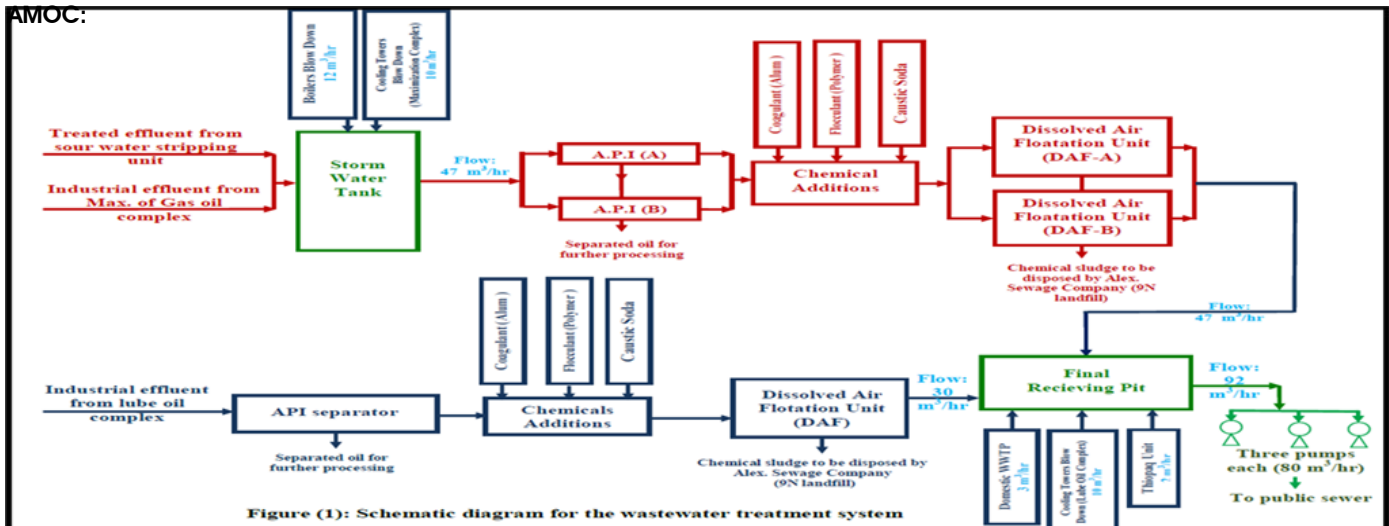 AMOC:
Boilers Blow Down
12 m³/hr
Cooling Towers
Blow Down
(Maximization Complex)
10 m³/hr
Treated effluent from
sour water stripping
unit
Industrial effluent from
Max. of Gas oil
complex
Storm
Water
Tank
Flow:
47 m³/hr
A.P.I (A)
A.P.I (B)
Separated oil for
further processing
Coagulant (Alum)
Flocculant (Polymer )
Caustic Soda
Chemical
Additions
Dissolved Air
Floatation Unit
(DAF-A)
Dissolved Air
Floatation Unit
(DAF-B)
Chemical sludge to be
disposed by Alex.
Sewage Company (9N
landfill)
Flow:
47 m³/hr
Industrial effluent
from lube oil
complex
API separator
Separated oil for
further processing
Coagulant (Alum)
Flocculant (Polymer )
Caustic Soda
Chemicals
Additions
Dissolved Air
Flotation Unit
(DAF)
Chemical sludge to be disposed by
Alex. Sewage Company
(9N landfill)
Flow:
30
m³/hr
Final
Recieving Pit
Domestic WWTP
3 m³/hr
Cooling Towers Blow
Down (Lube Oil Complex)
10 m³/hr
Thiopaq Unit
2 m³/hr
Flow:
92
m³/hr
Three pumps
each (80 m³/hr)
To public sewer
Figure (1): Schematic diagram for the wastewater treatment system